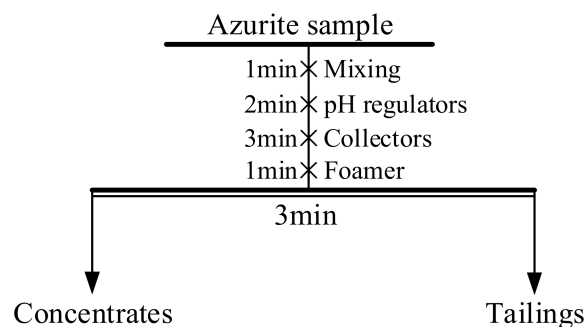 Azurite sample
1min Mixing
2min pH regulators
3min Collectors
1min Foamer
3min
Concentrates Tailings